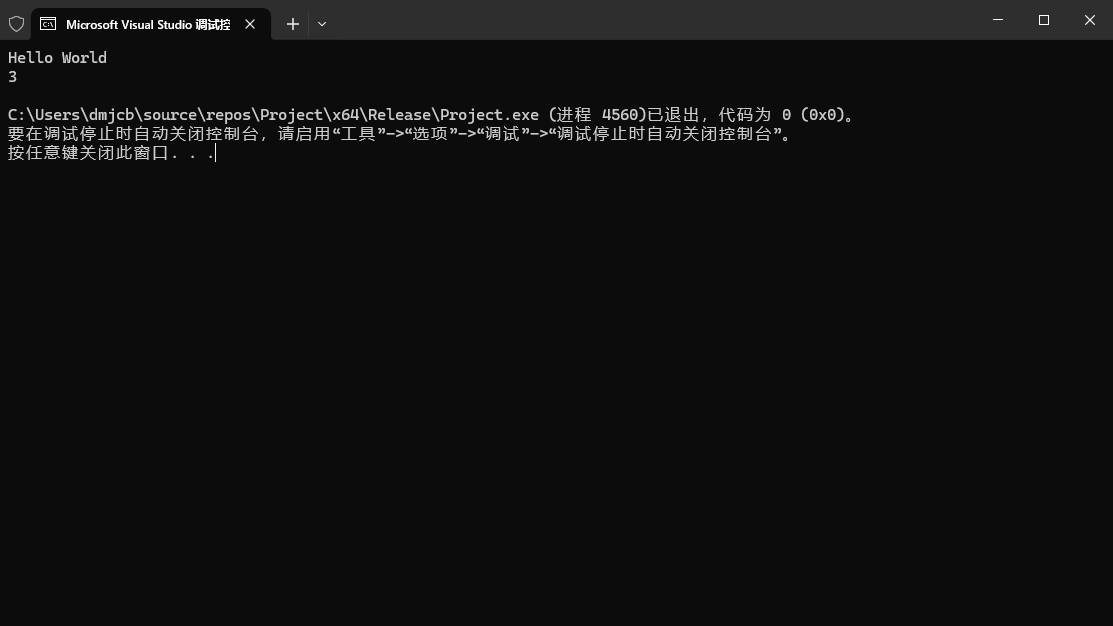 Microsoft Visual Studio 调试控
Hello World
3
C:\Users\dmjcb\source\repos\Project\x64\Release\Project.exe (进程 4560)已退出，代码为 0 (0x0)。
要在调试停止时自动关闭控制台，请启用“工具”->“选项”->“调试”->“调试停止时自动关闭控制台”。
按任意键关闭此窗口. . .